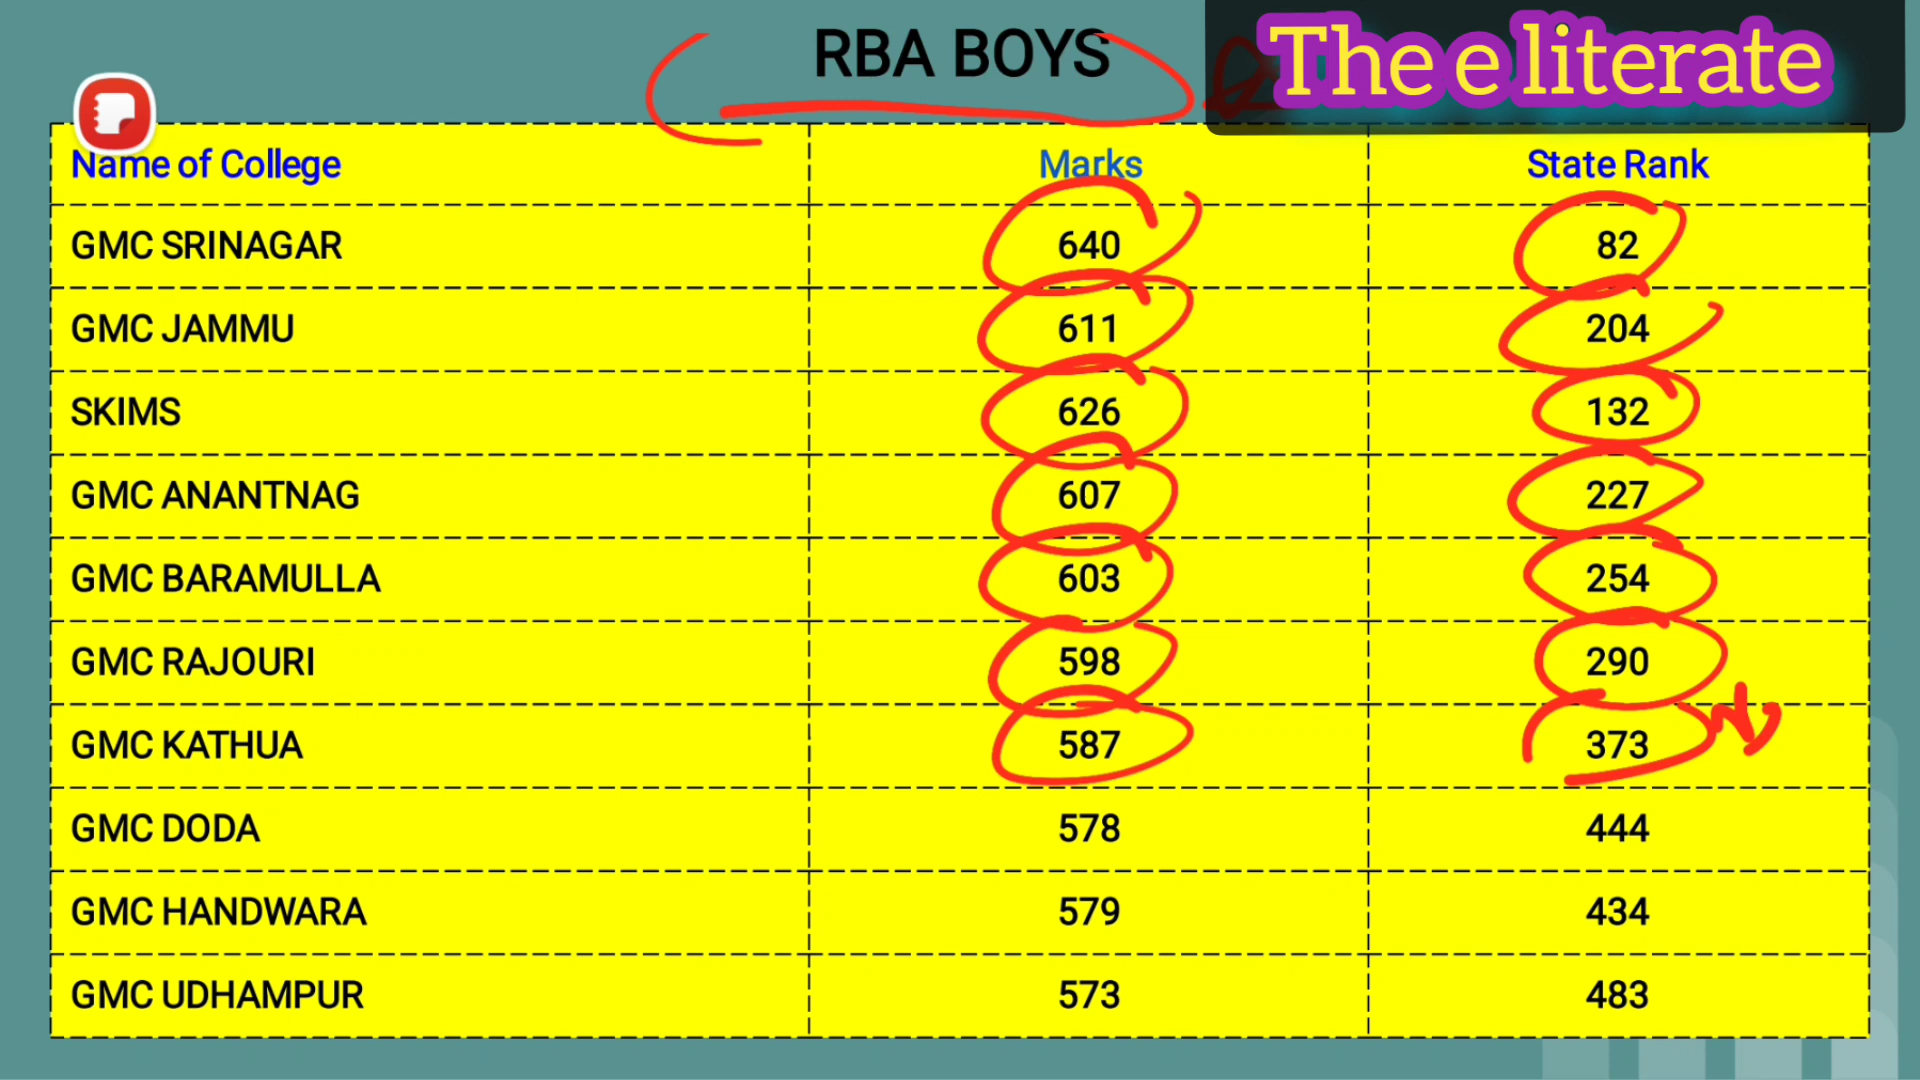 RBA BOYS
The e literate
Name of College Marks State Rank
GMC SRINAGAR 640 82
GMC JAMMU 611 204
SKIMS 626 132
GMC ANANTNAG 607 227
GMC BARAMULLA 603 254
GMC RAJOURI 598 290
GMC KATHUA 587 373
GMC DODA 578 444
GMC HANDWARA 579 434
GMC UDHAMPUR 573 483